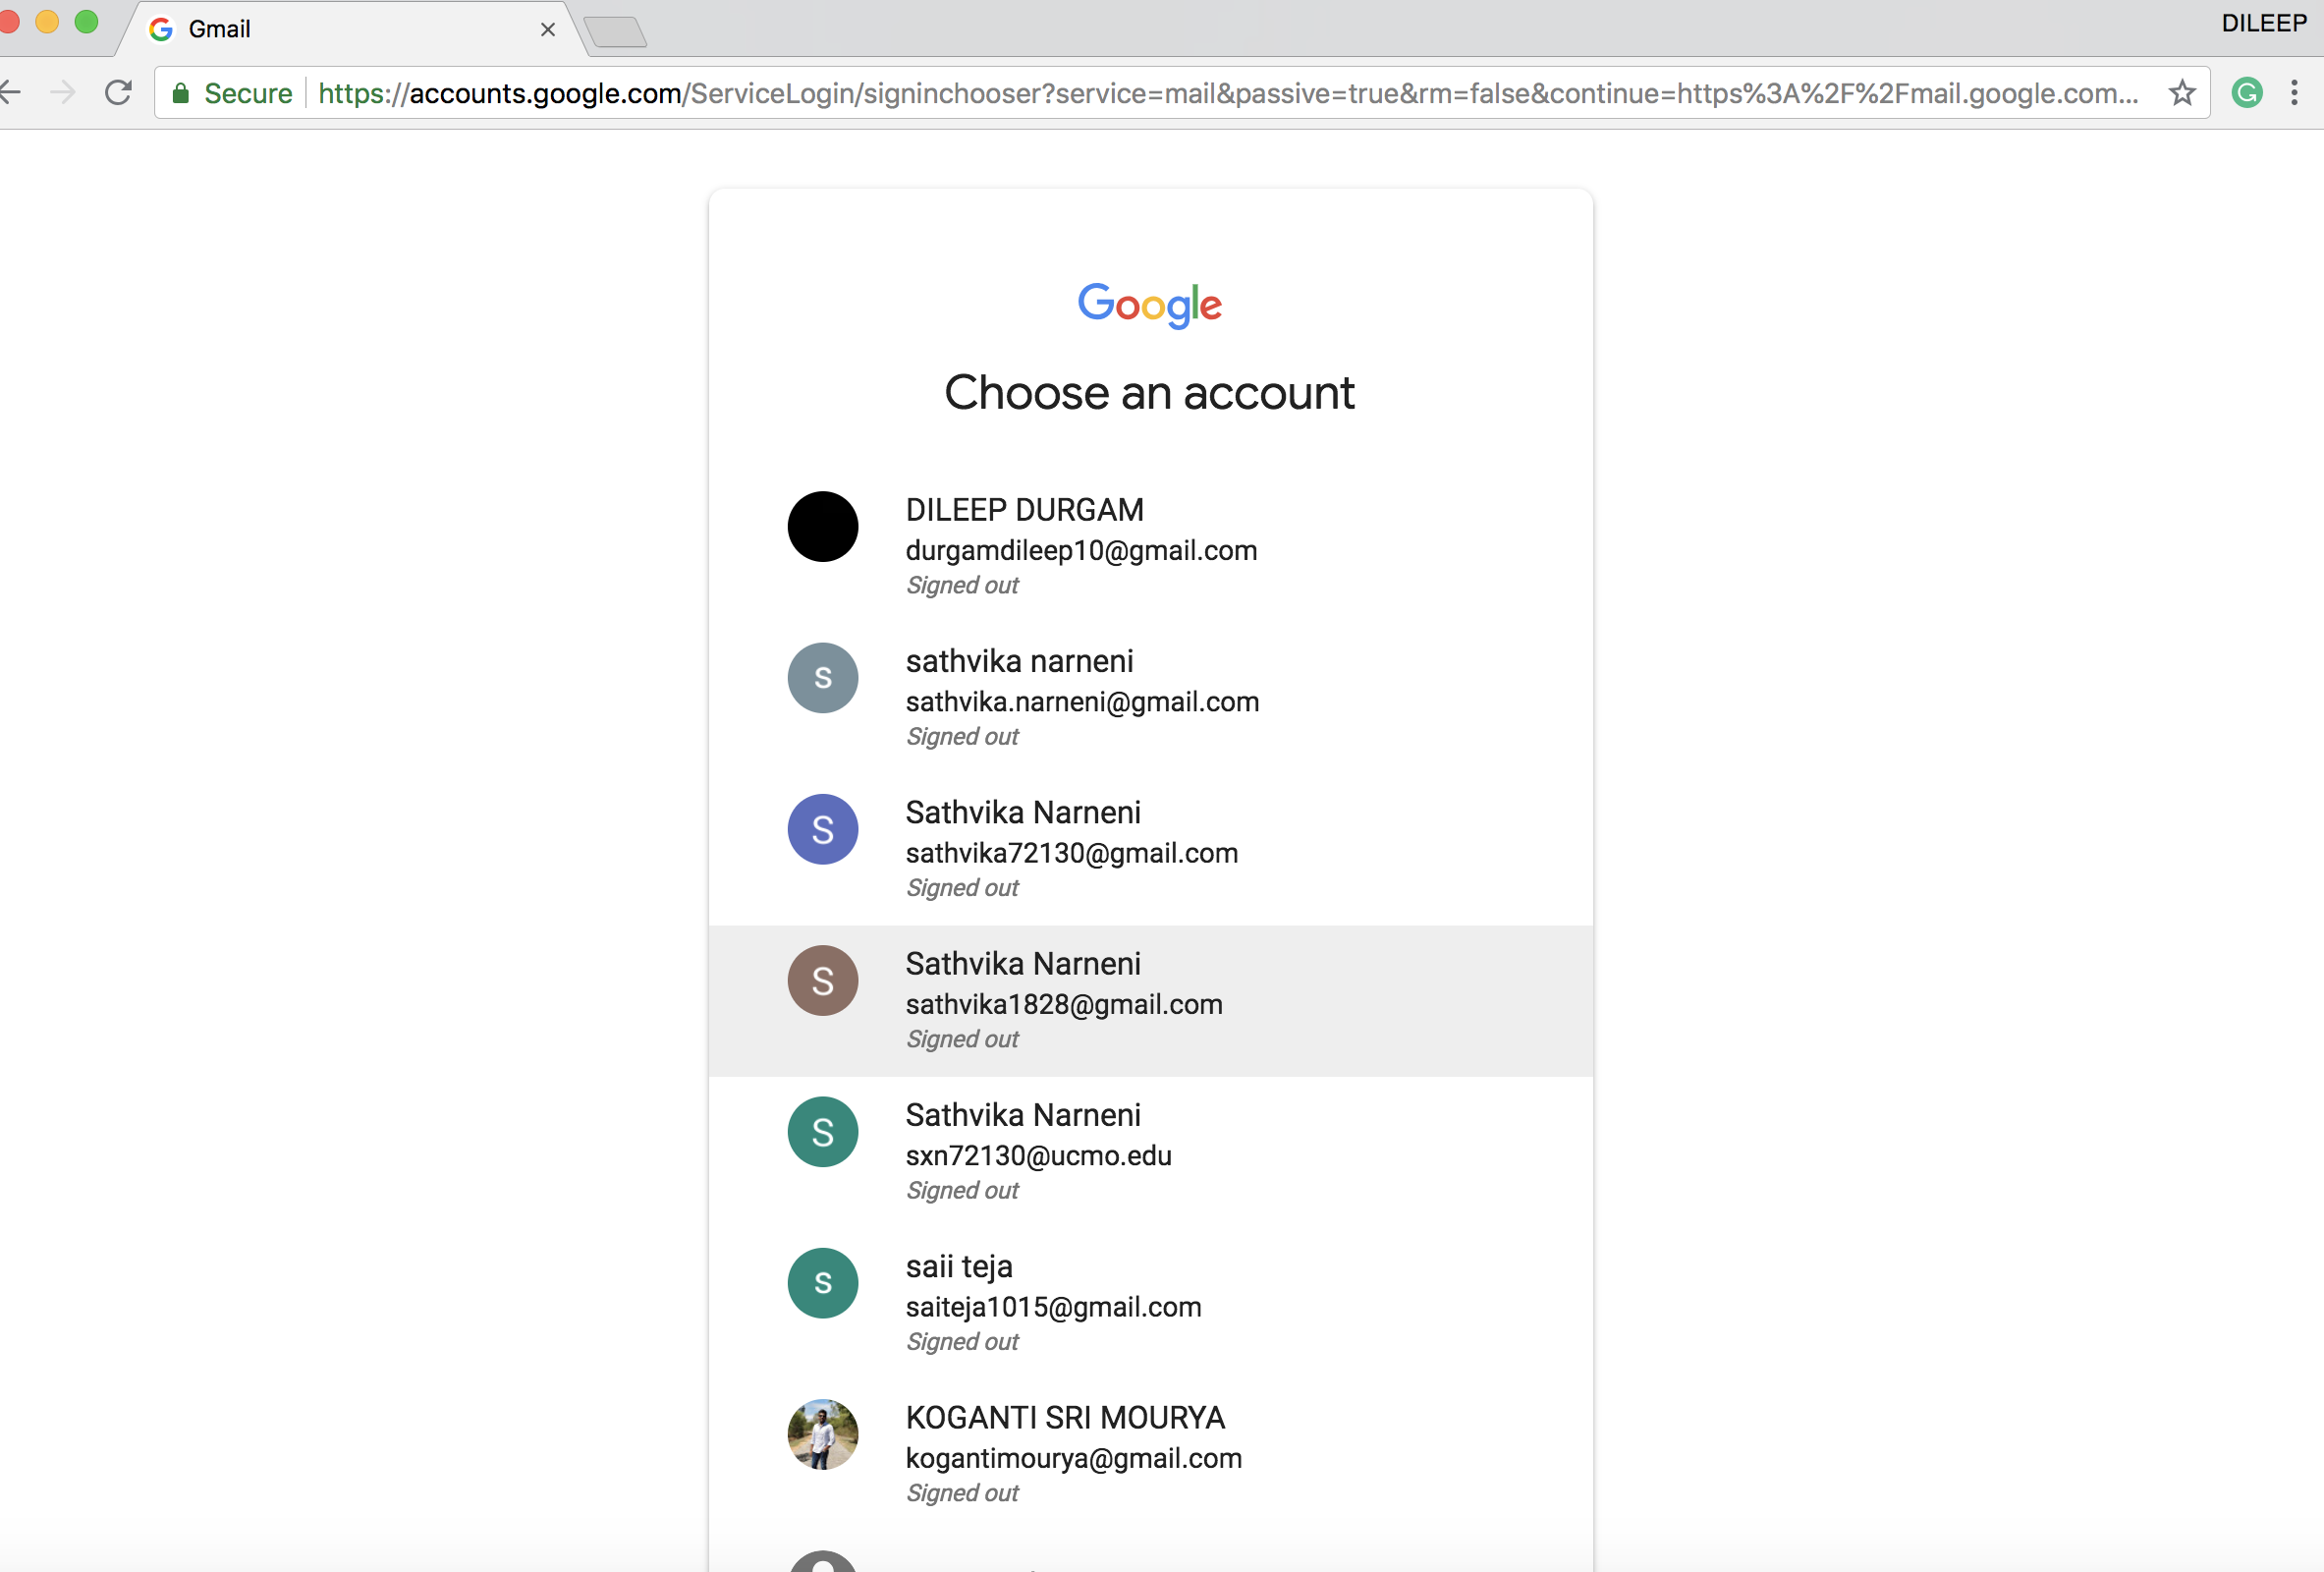 Gmail
DILEEP
Secure https://accounts.google.com/ServiceLogin/signinchooser?service=mail&passive=true&rm=false&continue=https%3A%2F%2Fmail.google.com...
Google
Choose an account
DILEEP DURGAM
durgamdileep10@gmail.com
Signed out
s
sathvika narneni
sathvika.narneni@gmail.com
Signed out
S
Sathvika Narneni
sathvika72130@gmail.com
Signed out
S
Sathvika Narneni
sathvika1828@gmail.com
Signed out
S
Sathvika Narneni
sxn72130@ucmo.edu
Signed out
s
saii teja
saiteja1015@gmail.com
Signed out
KOGANTI SRI MOURYA
kogantimourya@gmail.com
Signed out